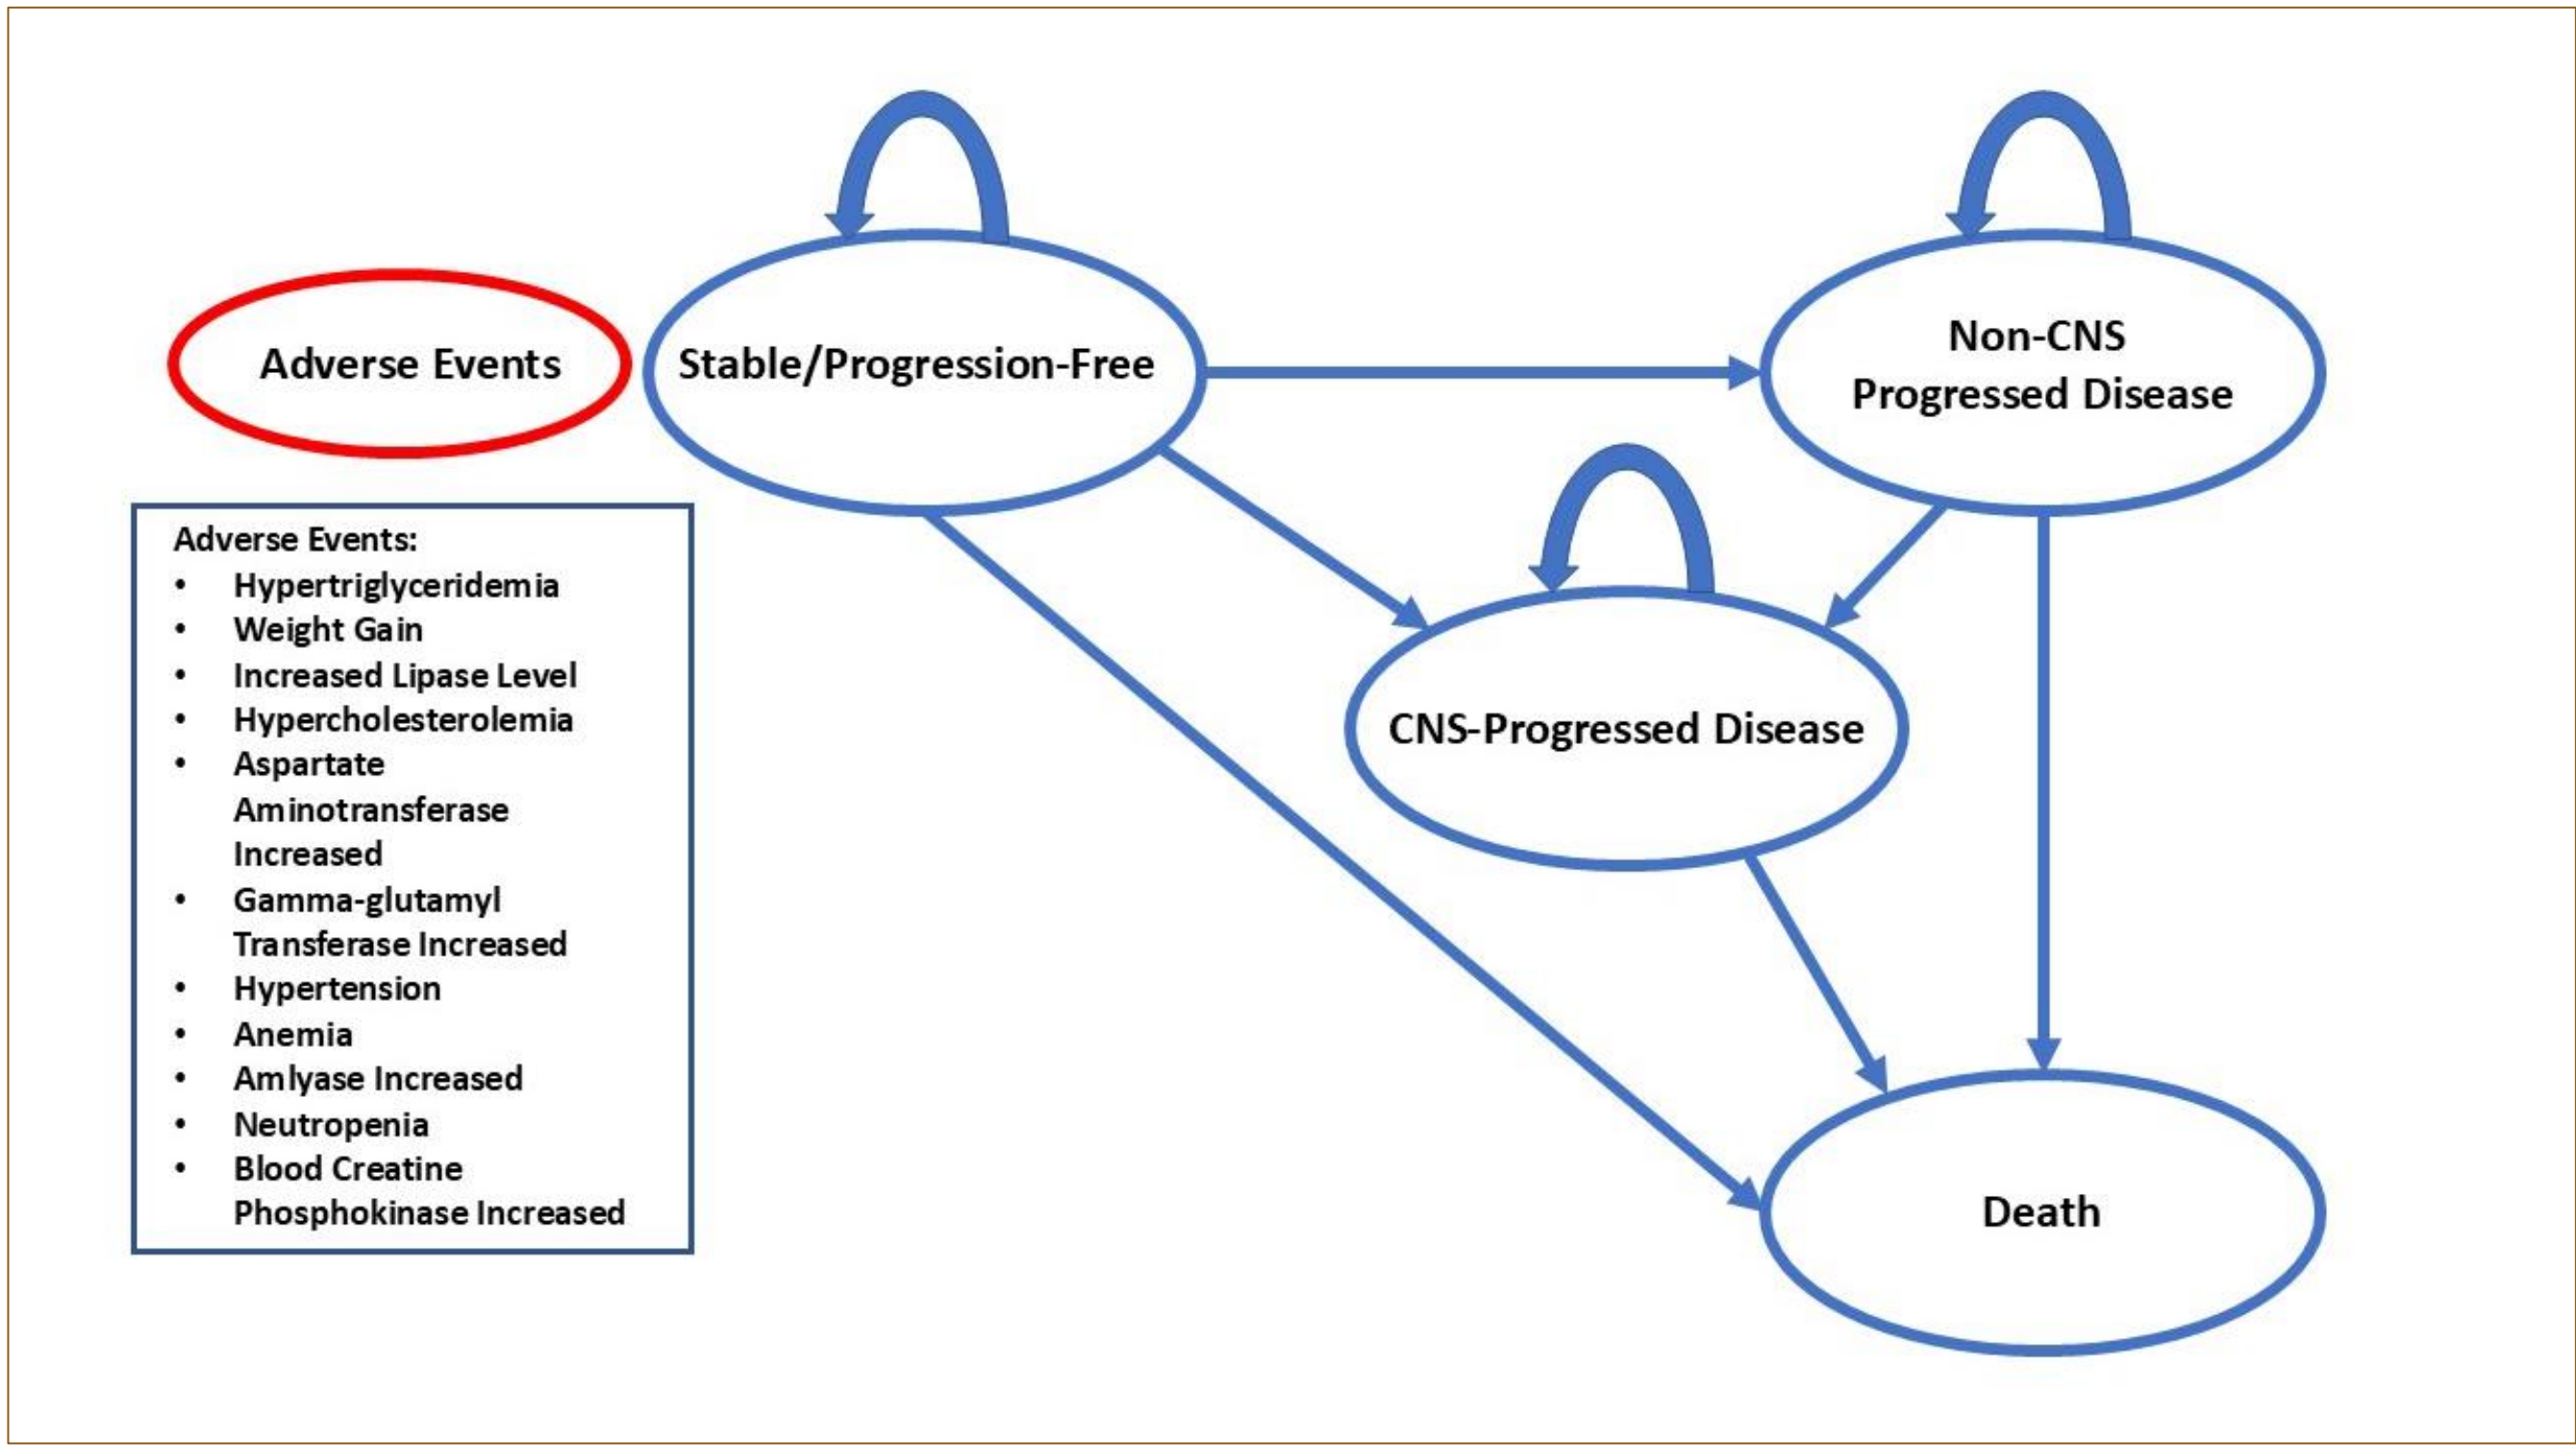 Adverse Events
Stable/Progression-Free
Non-CNS
Progressed Disease
CNS-Progressed Disease
Death
Adverse Events:
• Hypertriglyceridemia
• Weight Gain
• Increased Lipase Level
• Hypercholesterolemia
• Aspartate
Aminotransferase
Increased
• Gamma-glutamyl
Transferase Increased
• Hypertension
• Anemia
• Amlyase Increased
• Neutropenia
• Blood Creatine
Phosphokinase Increased